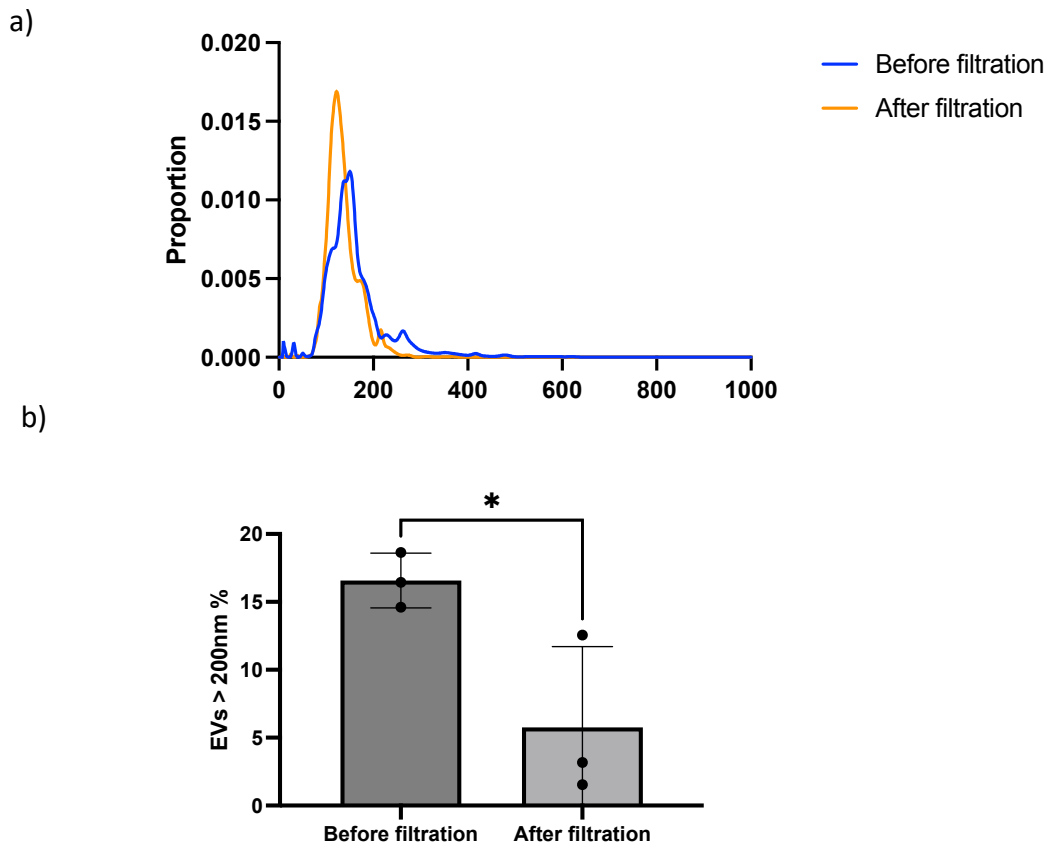 a)
Before filtration
After filtration
Proportion
0.020
0.015
0.010
0.005
0.000
0 200 400 600 800 1000
b)
*
EVs > 200nm %
20
15
10
5
0
Before filtration After filtration